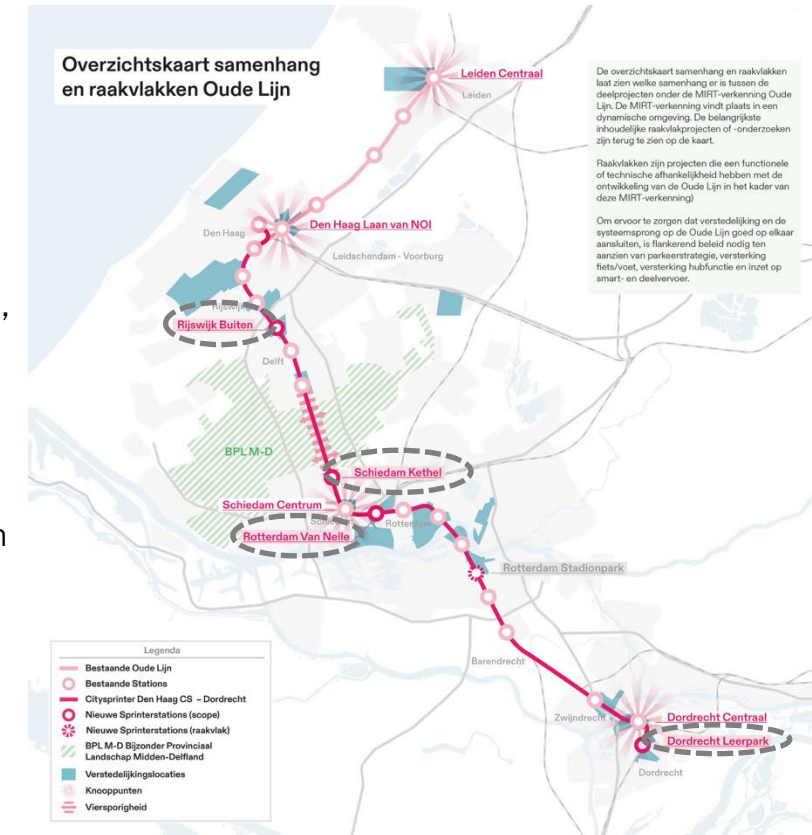 Overzichtskaart samenhang
en raakvlakken Oude Lijn
De overzichtskaart samenhang en raakvlakken
laat zien welke samenhang er is tussen de
deelprojecten onder de MIRT-verkenning Oude
Lijn. De MIRT-verkenning vindt plaats in een
dynamische omgeving. De belangrijkste
inhoudelijke raakvlakprojecten of -onderzoeken
zijn terug te zien op de kaart.
Raakvlakken zijn projecten die een functionele
of technische afhankelijkheid hebben met de
ontwikkeling van de Oude Lijn in het kader van
deze MIRT-verkenning)
Om ervoor te zorgen dat verstedelijking en de
systeemsprong op de Oude Lijn goed op elkaar
aansluiten, is flankerend beleid nodig ten
aanzien van parkeerstrategie, versterking
fiets/voet, versterking hubfunctie en inzet op
smart- en deelvervoer.
Leiden Centraal
Leiden
Den Haag Laan van NOI
Den Haag
Leidschendam - Voorburg
Rijswijk
,
Rijswijk Buiten
Delft
BPL M-D
Schiedam Kethel
Schiedam Centrum
Rotterdam
Rotterdam Van Nelle
n
Rotterdam Stadionpark
Barendrecht
Zwijndrecht
Dordrecht Centraal
Dordrecht Leerpark
Dordrecht
Legenda
Bestaande Oude Lijn
Bestaande Stations
Citysprinter Den Haag CS – Dordrecht
Nieuwe Sprinterstations (scope)
Nieuwe Sprinterstations (raakvlak)
BPL M-D Bijzonder Provinciaal
Landschap Midden-Delfland
Verstedelijkingslocaties
Knooppunten
Viersporigheid